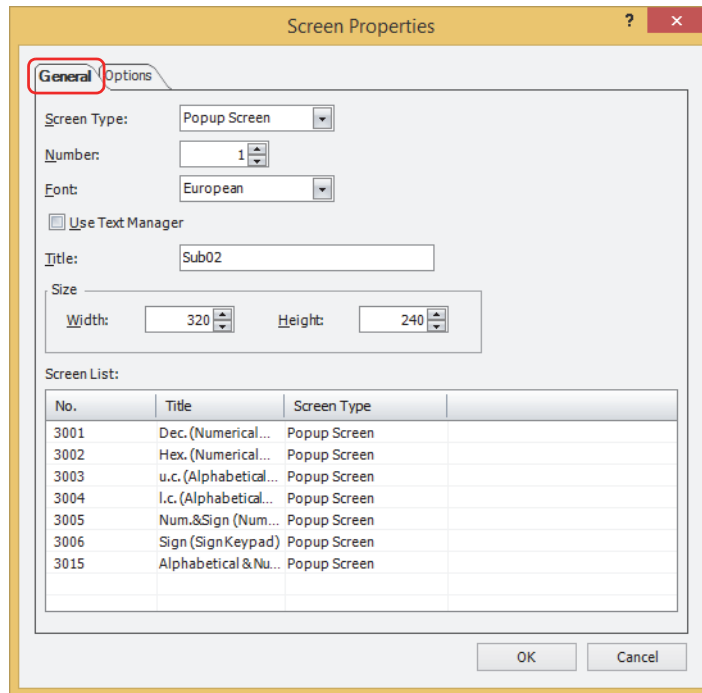 Screen Properties ? ×
General Options
Screen Type: Popup Screen
Number: 1
Font: European
Use Text Manager
Title: Sub02
Size
Width: 320 Height: 240
Screen List:
No. Title Screen Type
3001 Dec. (Numerical... Popup Screen
3002 Hex. (Numerical... Popup Screen
3003 u.c. (Alphabetical... Popup Screen
3004 l.c. (Alphabetical... Popup Screen
3005 Num.&Sign (Num... Popup Screen
3006 Sign (Sign Keypad) Popup Screen
3015 Alphabetical & Nu... Popup Screen
OK Cancel